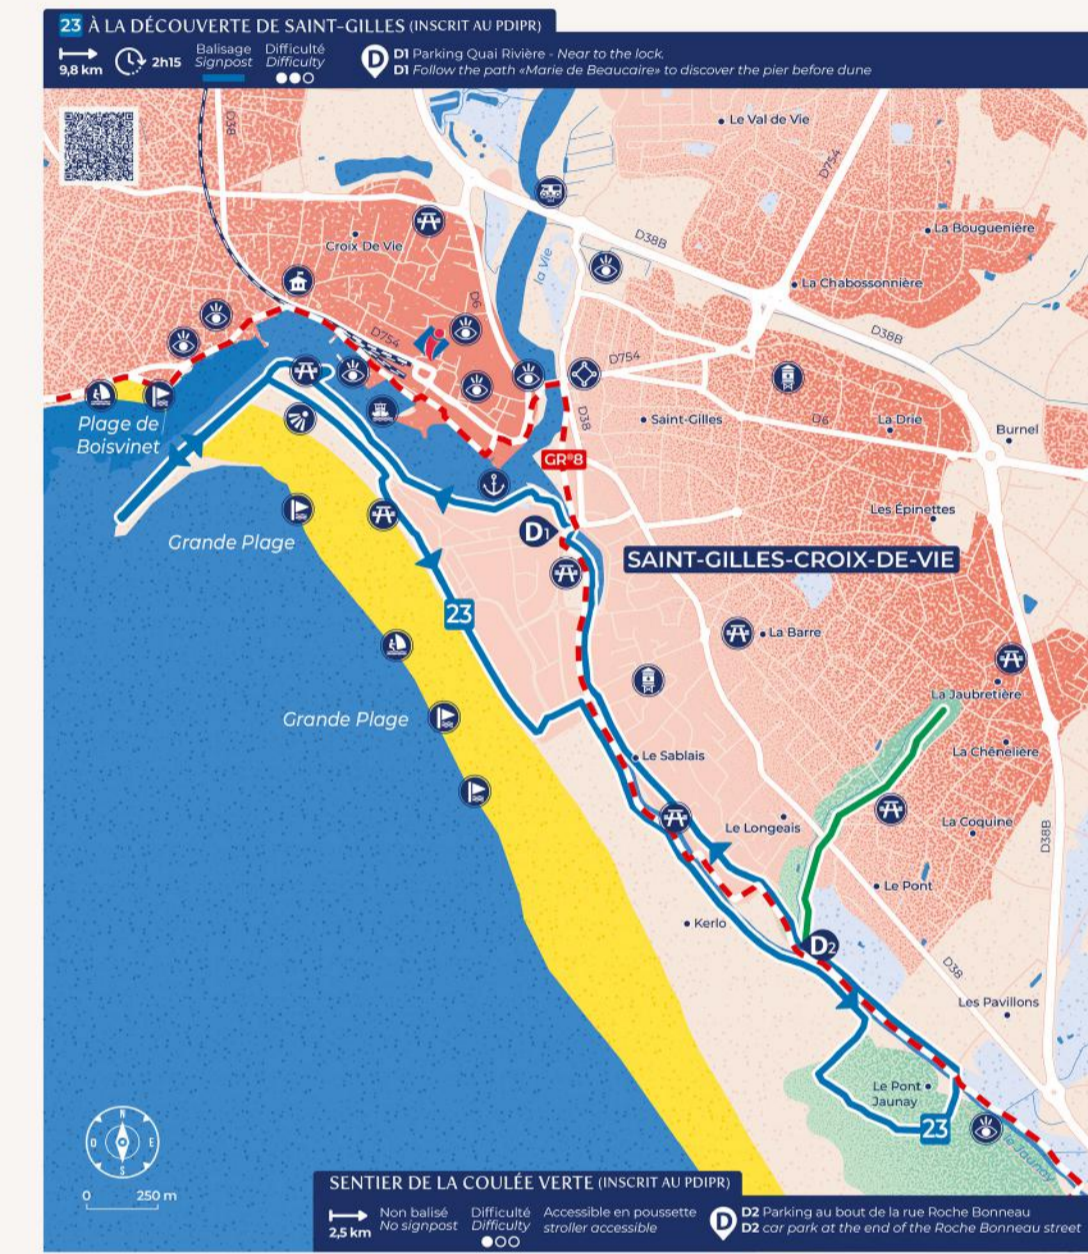 23 À LA DÉCOUVERTE DE SAINT-GILLES (INSCRIT AU PDIPR)
9,8 km
2h15
Balisage
Signpost
Difficulté
Difficulty
D1 Parking Quai Rivière - Near to the lock.
D1 Follow the path «Marie de Beaucaire» to discover the pier before dune
D38
Le Val de Vie
D754
La Bouguenière
Croix De Vie
la Vie
D38B
La Chabossonnière
D6
D754
D38B
D754
Plage de
Boisvinet
D38
Saint-Gilles
D6
La Drie
Burnel
GR®8
Les Épinettes
Grande Plage
D1
SAINT-GILLES-CROIX-DE-VIE
23
La Barre
La Jaubretière
Grande Plage
Le Sablais
La Chênelière
Le Longeais
La Coquine
D38B
Le Pont
Kerlo
D2
D38
Les Pavillons
Le Pont
Jaunay
23
le Jaunay
N
O
E
S
0
250 m
SENTIER DE LA COULÉE VERTE (INSCRIT AU PDIPR)
2,5 km
Non balisé
No signpost
Difficulté
Difficulty
Accessible en poussette
stroller accessible
D2 Parking au bout de la rue Roche Bonneau
D2 car park at the end of the Roche Bonneau street